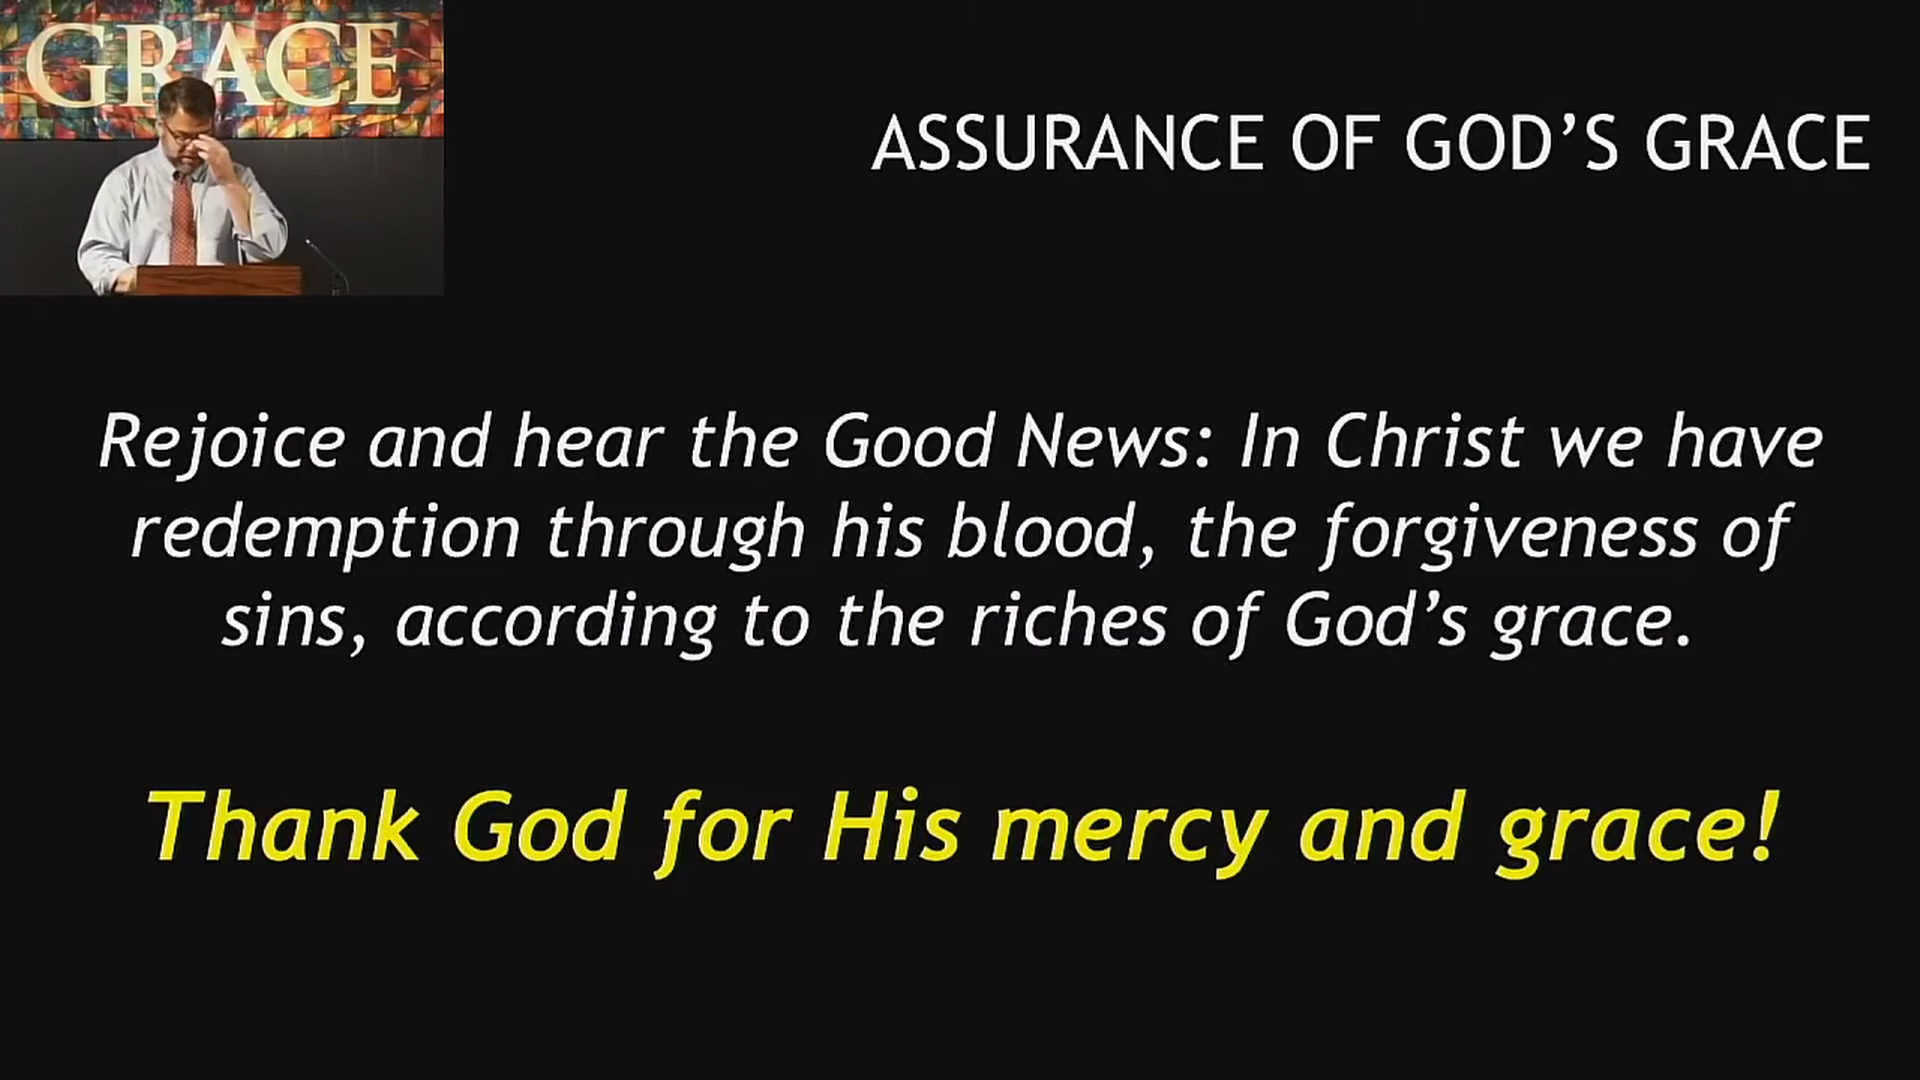 GRACE
ASSURANCE OF GOD’S GRACE
Rejoice and hear the Good News: In Christ we have
redemption through his blood, the forgiveness of
sins, according to the riches of God’s grace.
Thank God for His mercy and grace!